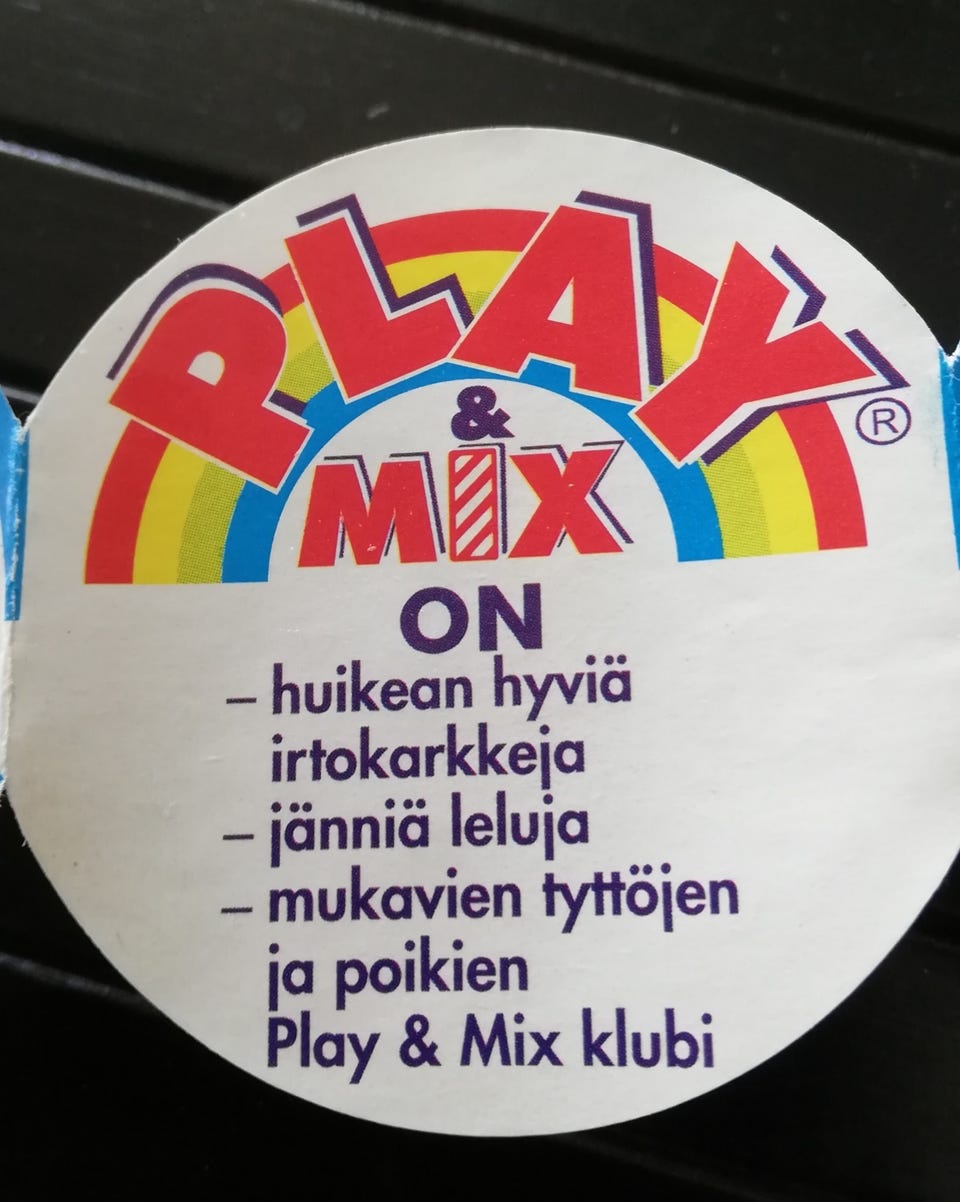 PLAY
&
MiX
®
ON
– huikean hyviä
irtokarkkeja
– jänniä leluja
– mukavien tyttöjen
ja poikien
Play & Mix klubi